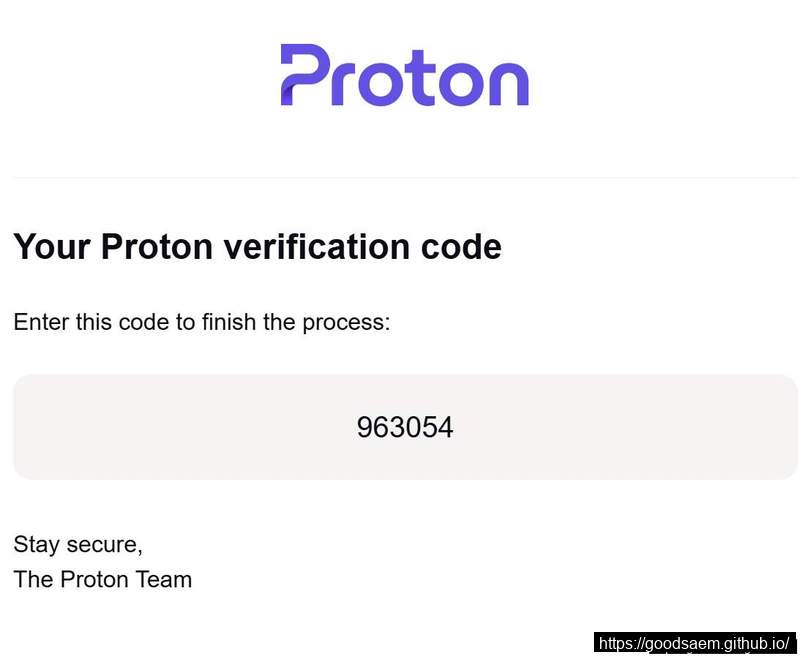 Proton
Your Proton verification code
Enter this code to finish the process:
963054
Stay secure,
The Proton Team
https://goodsaem.github.io/